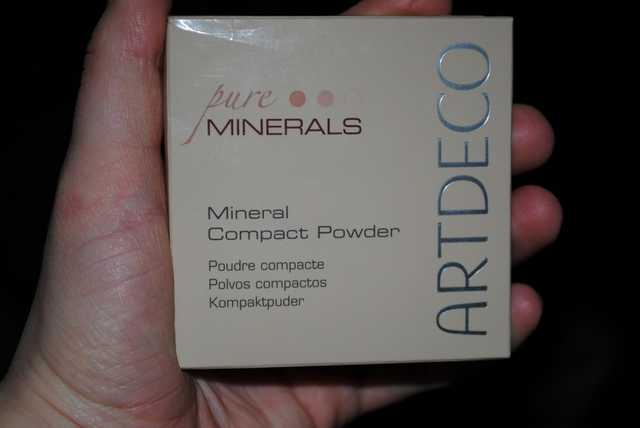 pure
MINERALS
Mineral
Compact Powder
Poudre compacte
Polvos compactos
Kompaktpuder
ARTDECO